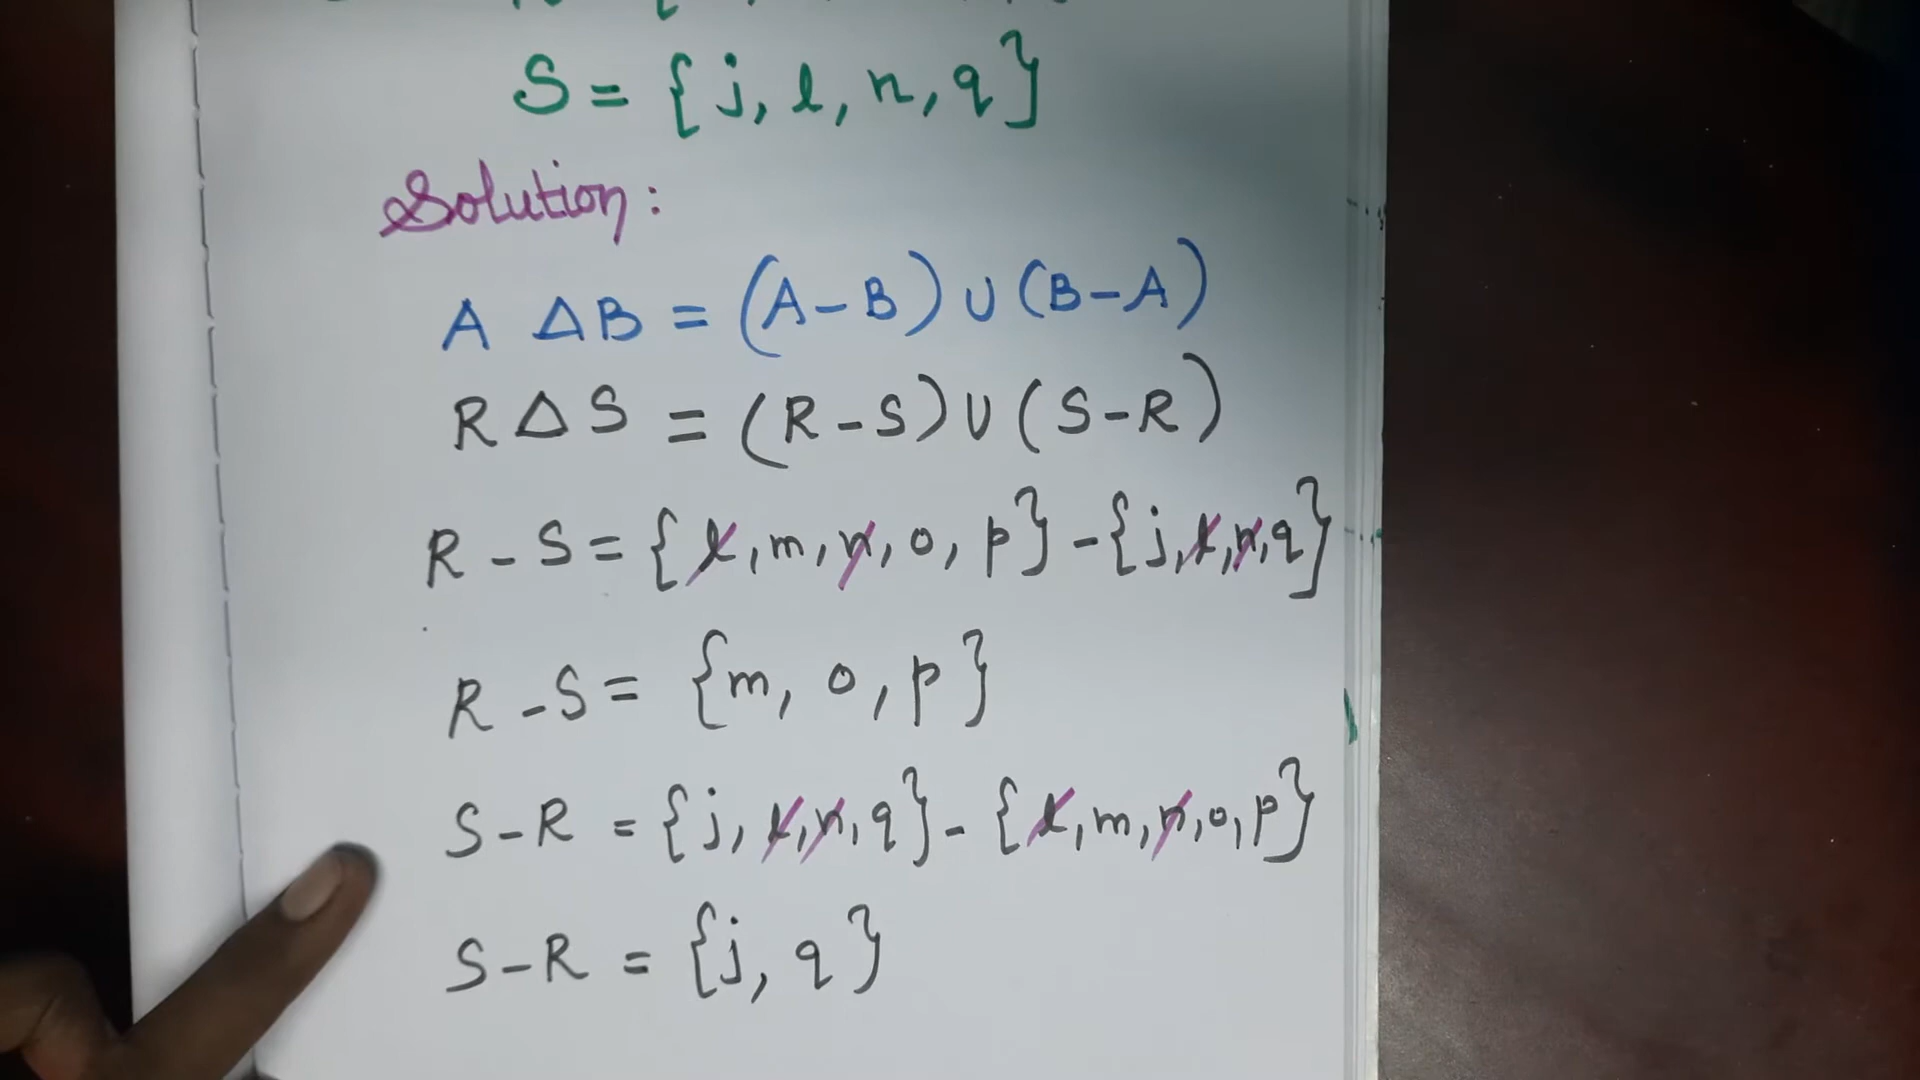 S = {j, l, n, q}
Solution:
A Δ B = (A - B) ∪ (B - A)
R Δ S = (R - S) ∪ (S - R)
R - S = {l, m, n, o, p} - {j, l, n, q}
R - S = {m, o, p}
S - R = {j, l, n, q} - {l, m, n, o, p}
S - R = {j, q}